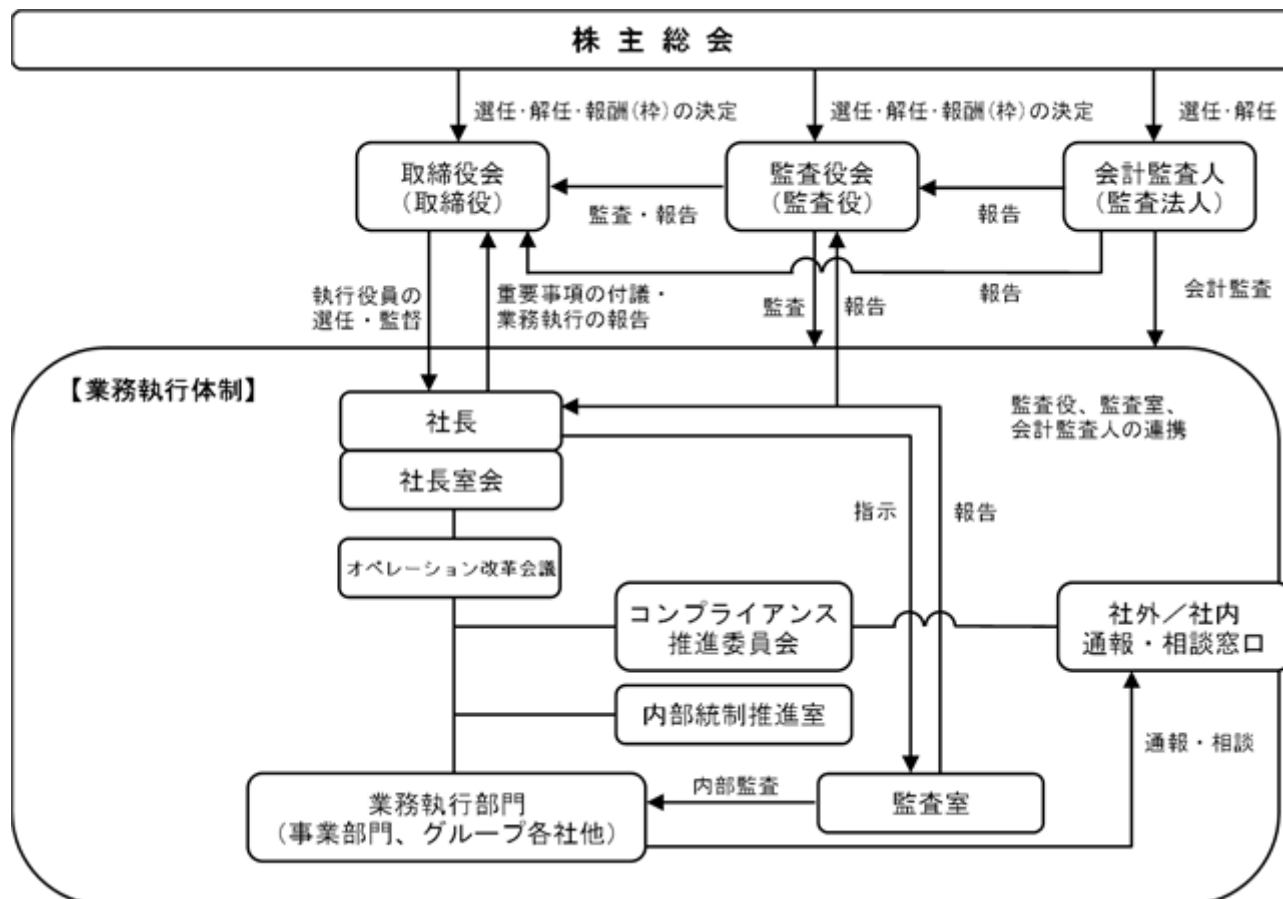 株主総会
選任・解任・報酬(枠)の決定
選任・解任・報酬(枠)の決定
選任・解任
取締役会
(取締役)
監査役会
(監査役)
会計監査人
(監査法人)
監査・報告
報告
執行役員の
選任・監督
重要事項の付議・
業務執行の報告
監査
報告
報告
会計監査
【業務執行体制】
社長
監査役、監査室、
会計監査人の連携
社長室会
指示
報告
オペレーション改革会議
コンプライアンス
推進委員会
社外／社内
通報・相談窓口
内部統制推進室
通報・相談
内部監査
業務執行部門
(事業部門、グループ各社他)
監査室